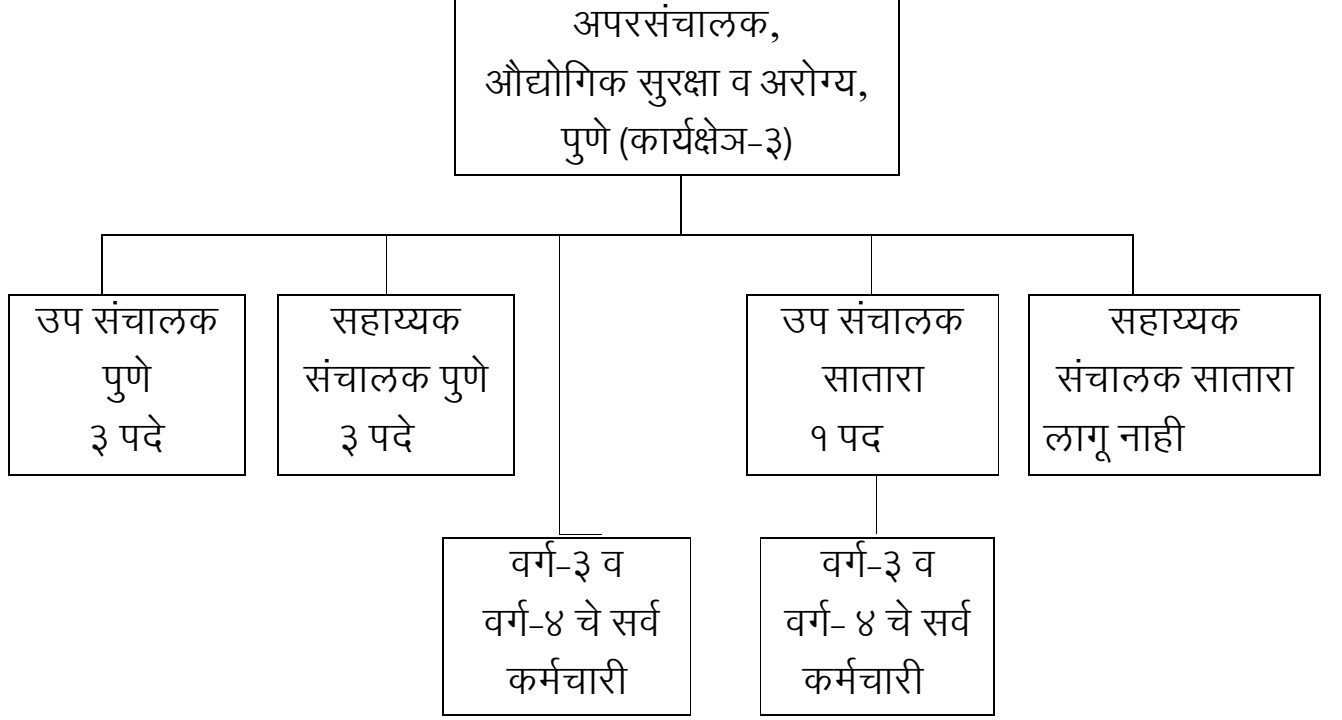 अपरसंचालक,
औद्योगिक सुरक्षा व अरोग्य,
पुणे (कार्यक्षेञ-३)
उप संचालक
पुणे
३ पदे
सहाय्यक
संचालक पुणे
३ पदे
उप संचालक
सातारा
१ पद
सहाय्यक
संचालक सातारा
लागू नाही
वर्ग-३ व
वर्ग-४ चे सर्व
कर्मचारी
वर्ग-३ व
वर्ग- ४ चे सर्व
कर्मचारी